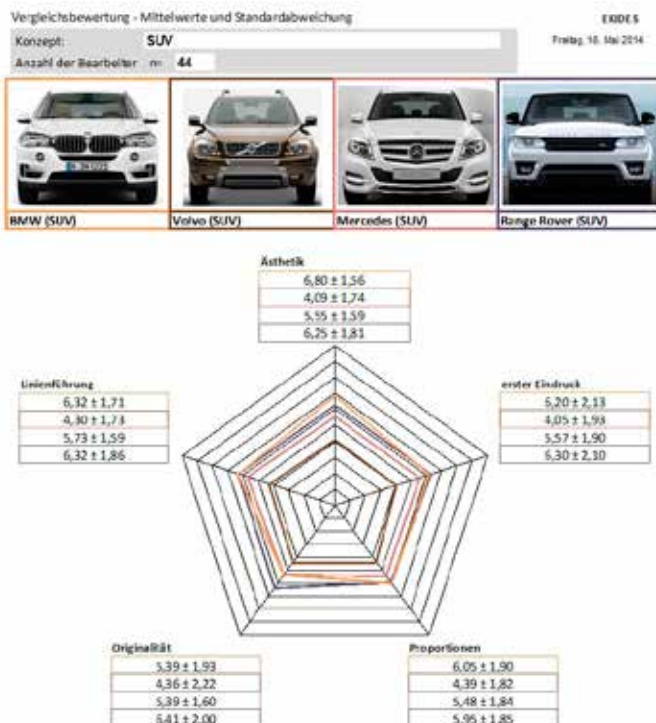 Vergleichsbewertung - Mittelwerte und Standardabweichung
EXIDES
Konzept: SUV
Freitag, 16. Mai 2014
Anzahl der Bearbeiter n= 44
BMW (SUV)
Volvo (SUV)
Mercedes (SUV)
Range Rover (SUV)
Ästhetik
6,80 ± 1,56
4,09 ± 1,74
5,55 ± 1,59
6,25 ± 1,81
Linienführung
6,32 ± 1,71
4,30 ± 1,73
5,73 ± 1,59
6,32 ± 1,86
erster Eindruck
6,20 ± 2,13
4,05 ± 1,93
5,57 ± 1,90
6,30 ± 2,10
Originalität
5,39 ± 1,93
4,36 ± 2,22
5,39 ± 1,60
6,41 ± 2,00
Proportionen
6,05 ± 1,90
4,39 ± 1,82
5,48 ± 1,84
5,95 ± 1,85